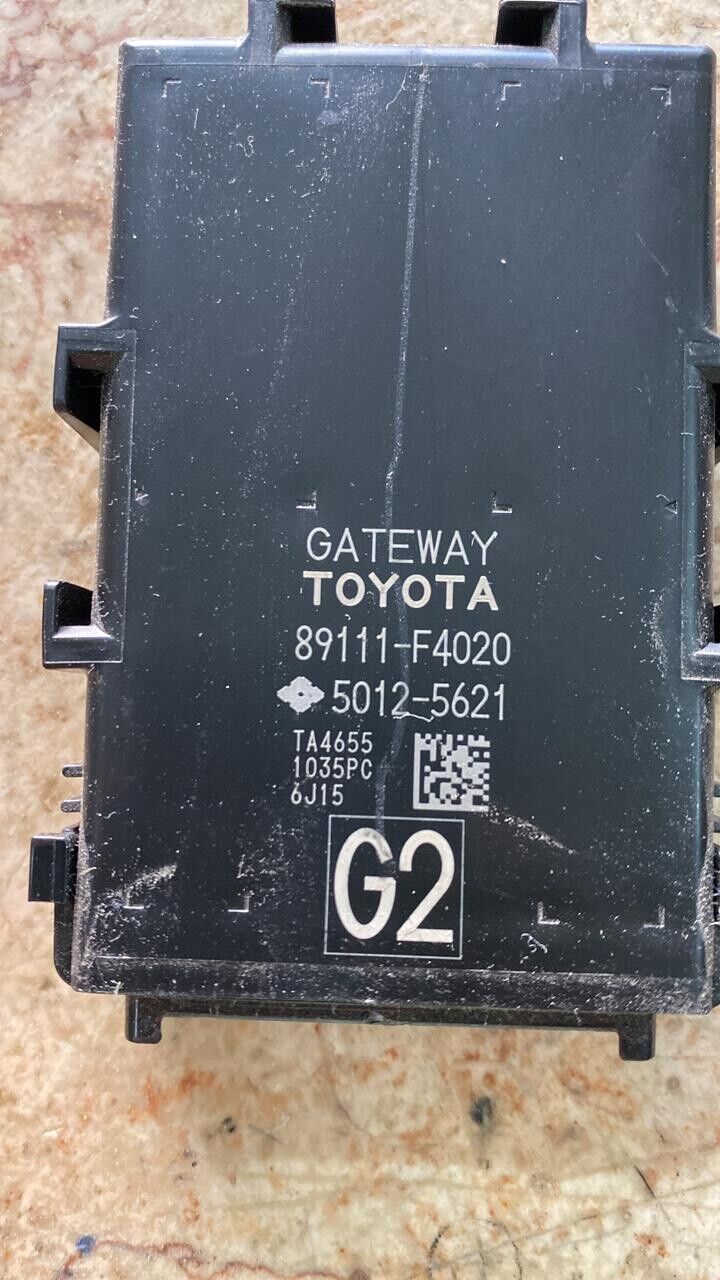 GATEWAY
TOYOTA
89111-F4020
5012-5621
TA4655
1035PC
6J15
G2